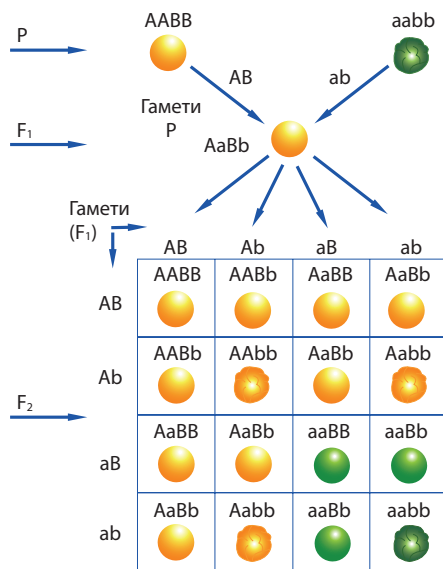 P
AABB
aabb
AB
ab
Гамети
P
F₁
AaBb
Гамети
(F₁)
AB Ab aB ab
AABB AABb AaBB AaBb
AB
AABb AAbb AaBb Aabb
Ab
F₂
AaBB AaBb aaBB aaBb
aB
AaBb Aabb aaBb aabb
ab